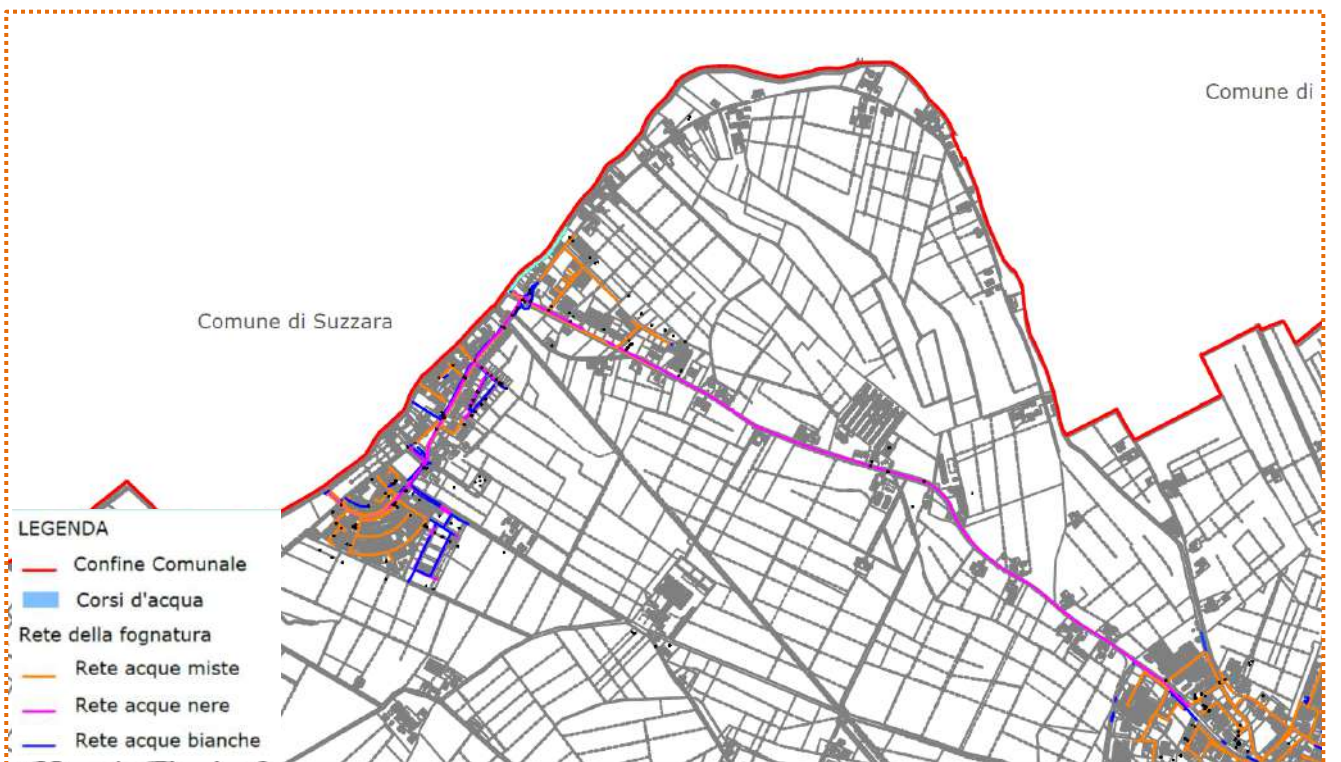 Comune di
Comune di Suzzara
LEGENDA
Confine Comunale
Corsi d'acqua
Rete della fognatura
Rete acque miste
Rete acque nere
Rete acque bianche